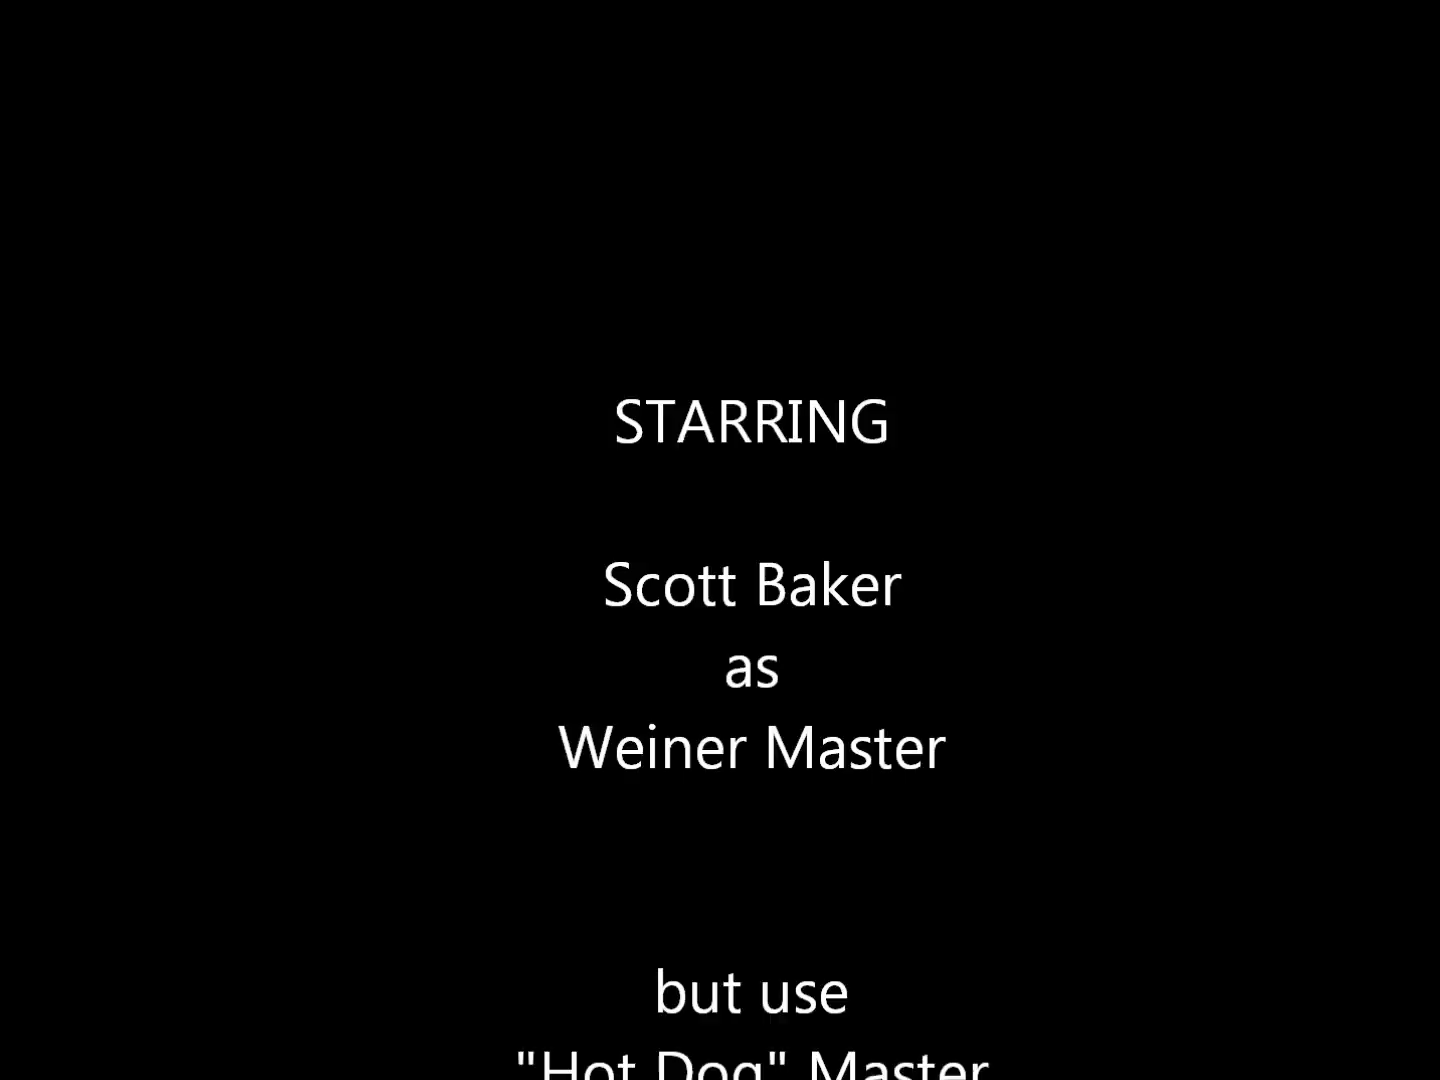 STARRING
Scott Baker
as
Weiner Master
but use
"Hot Dog" Master